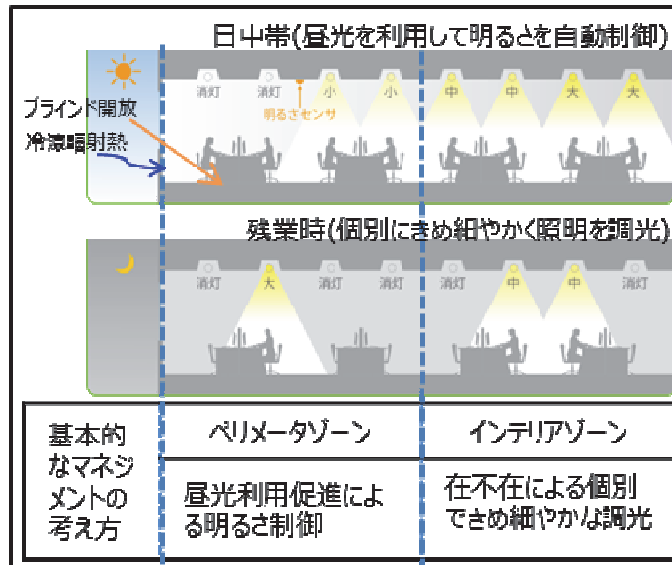 日中帯(昼光を利用して明るさを自動制御)
消灯 消灯 小 小 中 中 大 大
明るさセンサ
ブラインド開放
冷涼輻射熱
残業時(個別にきめ細やかく照明を調光)
消灯 大 消灯 消灯 消灯 中 中 消灯
基本的
なマネジ
メントの
考え方
ペリメータゾーン
インテリアゾーン
昼光利用促進によ
る明るさ制御
在不在による個別
できめ細やかな調光